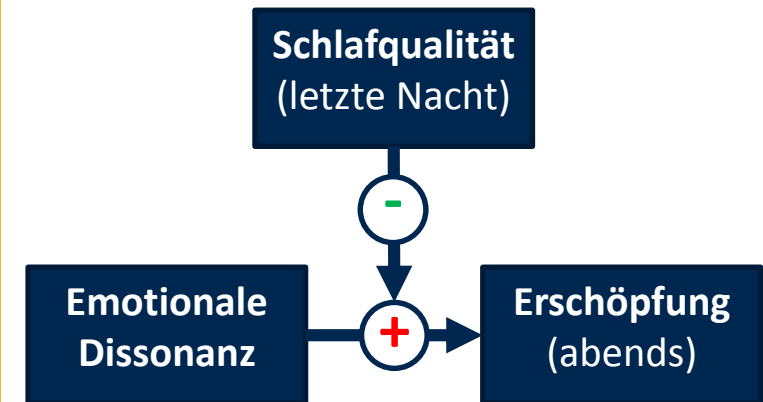 Schlafqualität
(letzte Nacht)
-
Emotionale
Dissonanz
+
Erschöpfung
(abends)